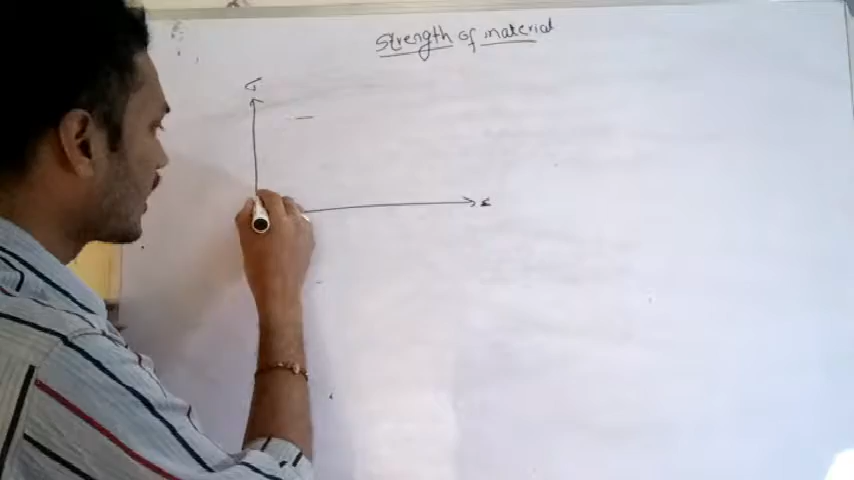 Strength of material
σ
ε